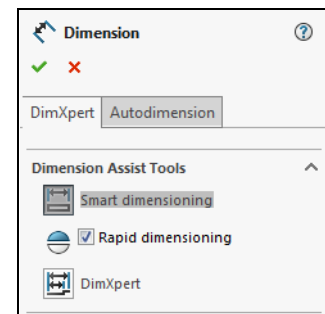 Dimension
DimXpert Autodimension
Dimension Assist Tools
Smart dimensioning
Rapid dimensioning
DimXpert